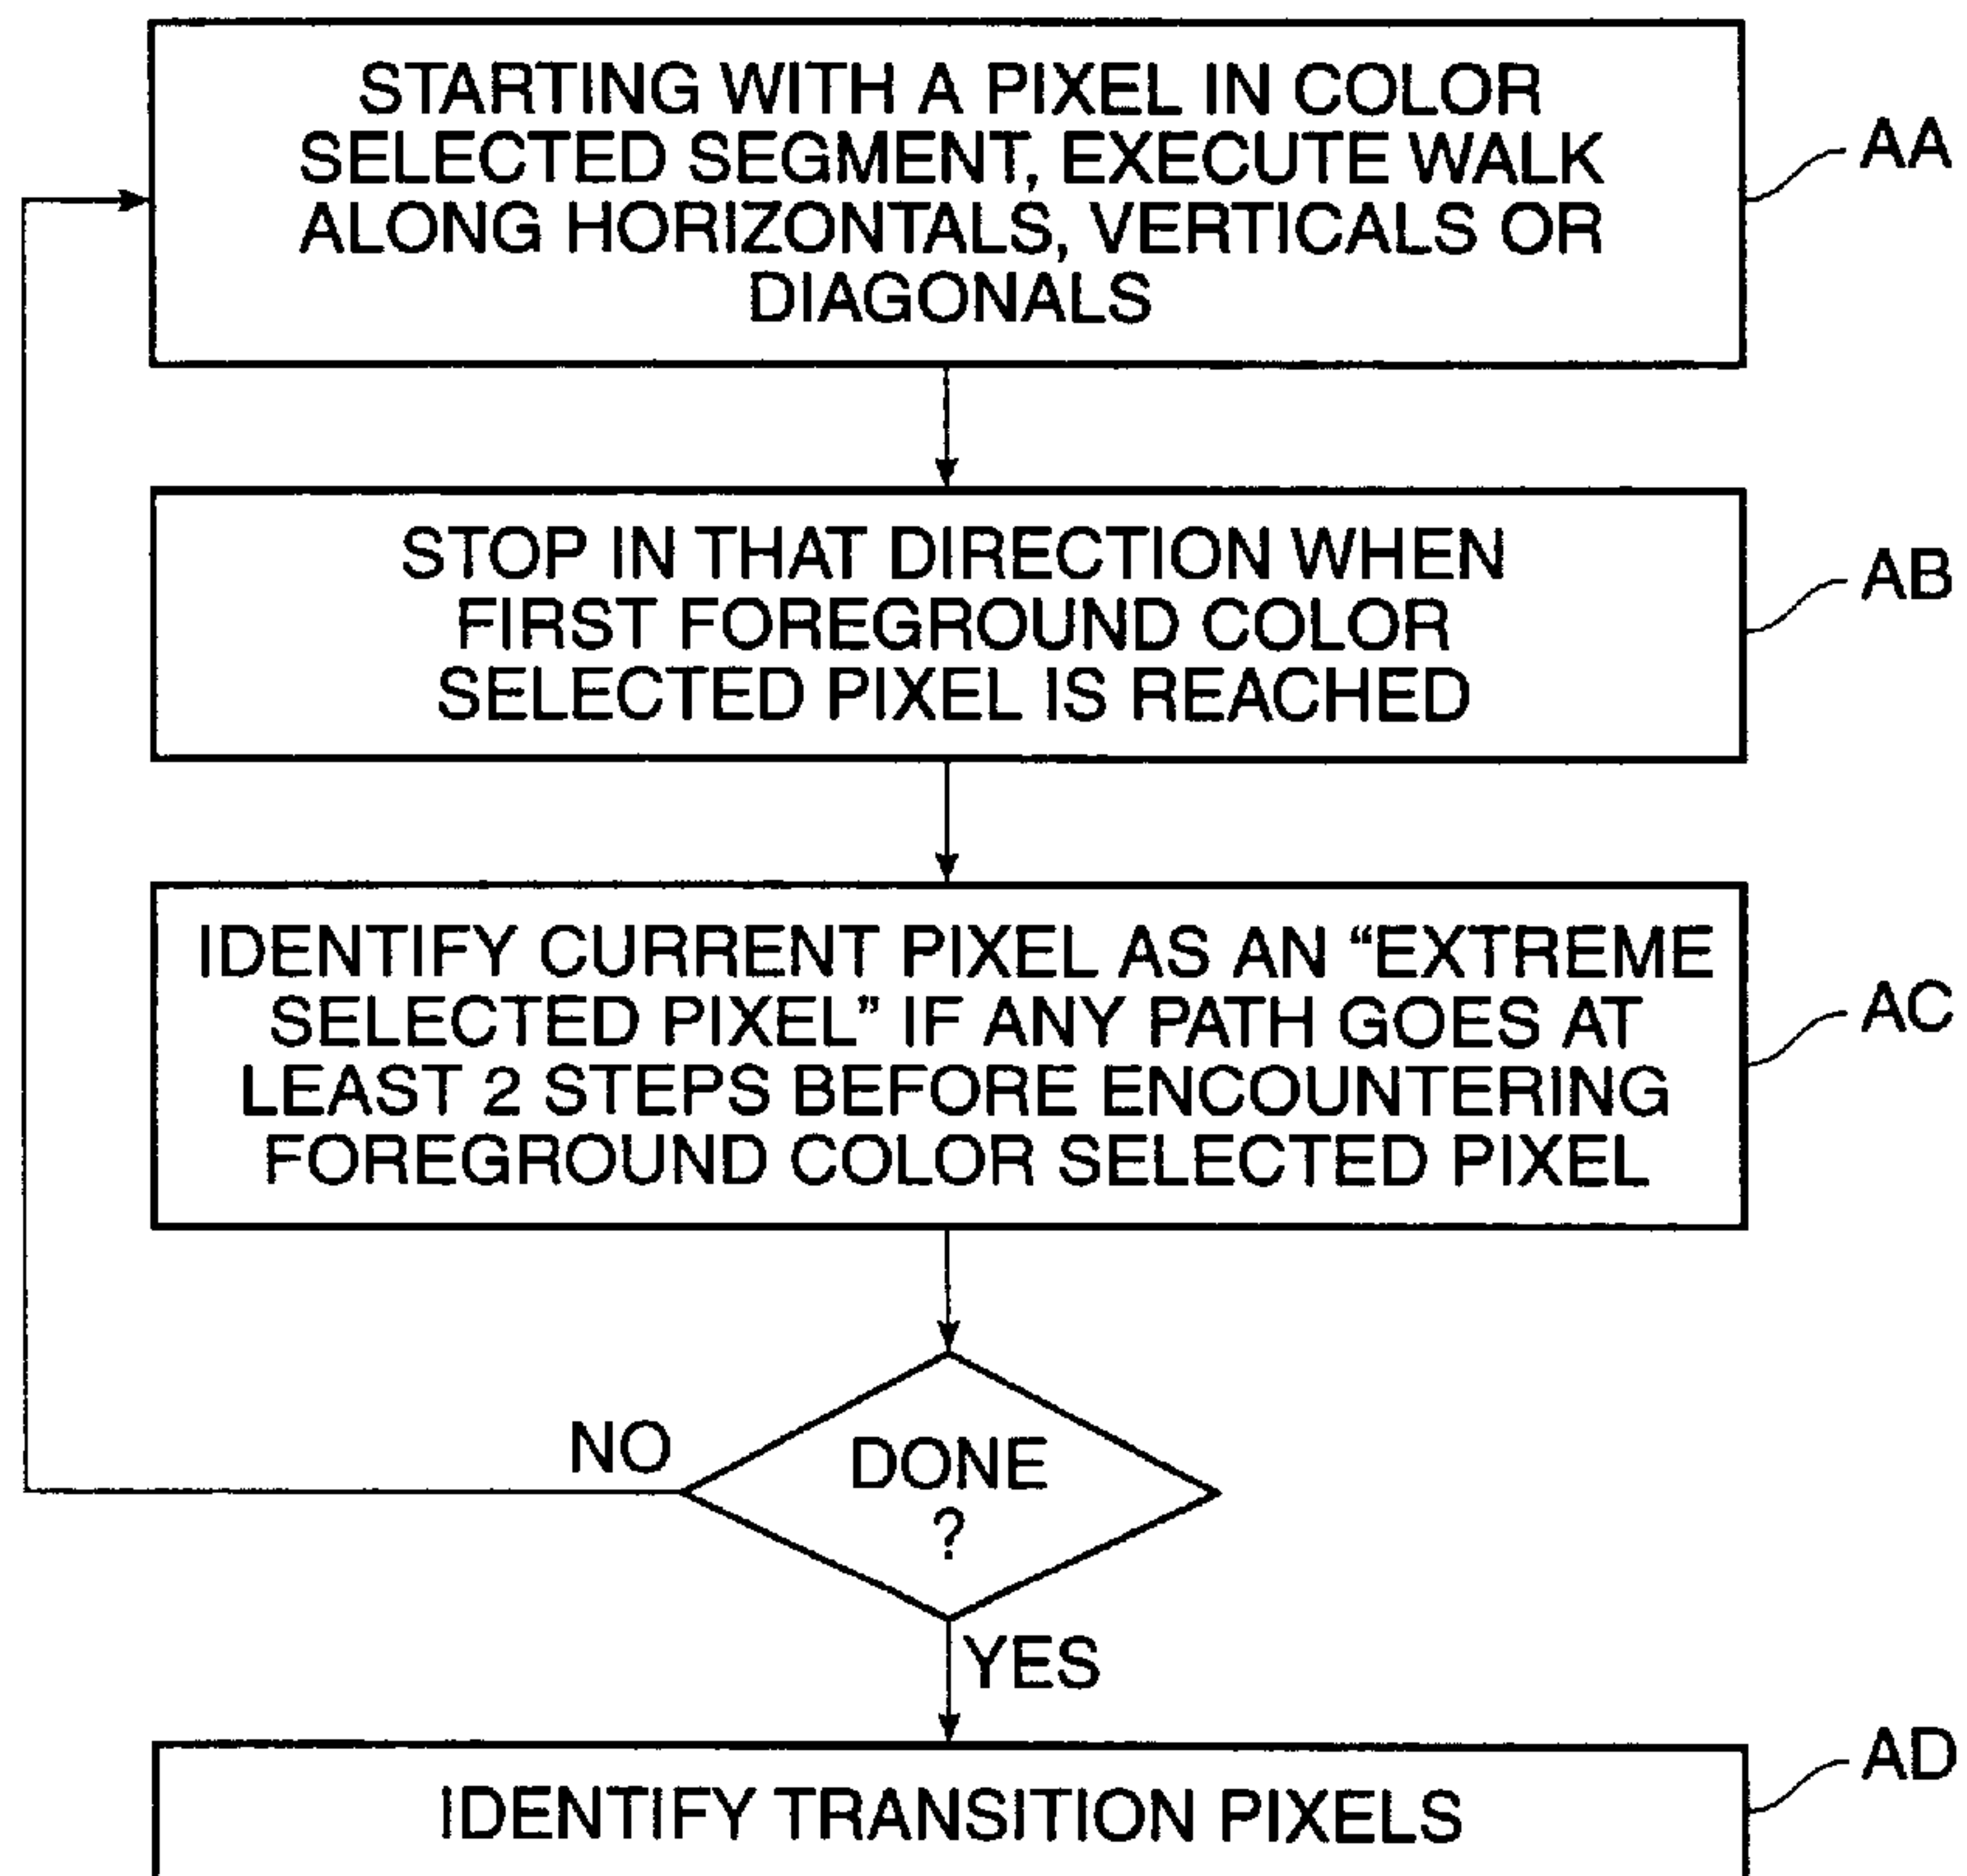 STARTING WITH A PIXEL IN COLOR
SELECTED SEGMENT, EXECUTE WALK
ALONG HORIZONTALS, VERTICALS OR
DIAGONALS
AA
STOP IN THAT DIRECTION WHEN
FIRST FOREGROUND COLOR
SELECTED PIXEL IS REACHED
AB
IDENTIFY CURRENT PIXEL AS AN “EXTREME
SELECTED PIXEL” IF ANY PATH GOES AT
LEAST 2 STEPS BEFORE ENCOUNTERING
FOREGROUND COLOR SELECTED PIXEL
AC
NO
DONE
?
YES
IDENTIFY TRANSITION PIXELS
AD